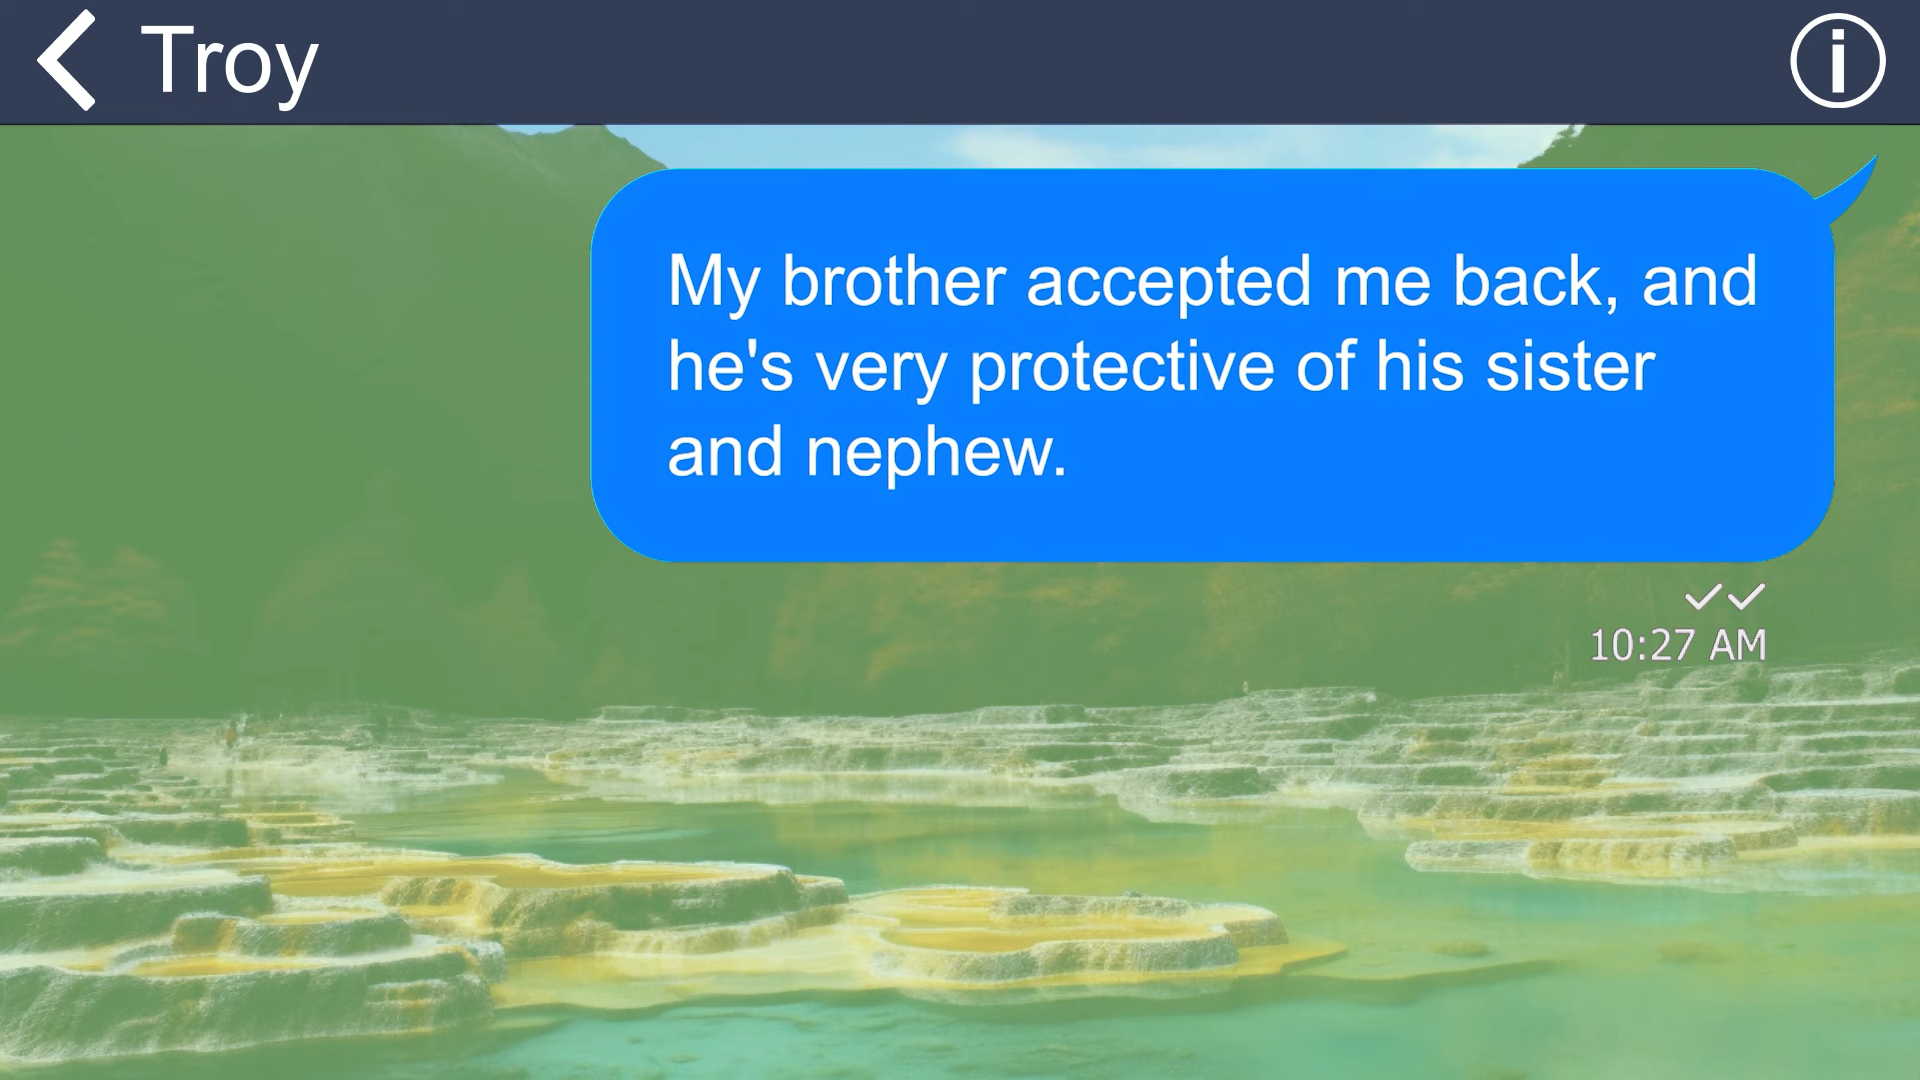 Troy
My brother accepted me back, and
he's very protective of his sister
and nephew.
10:27 AM